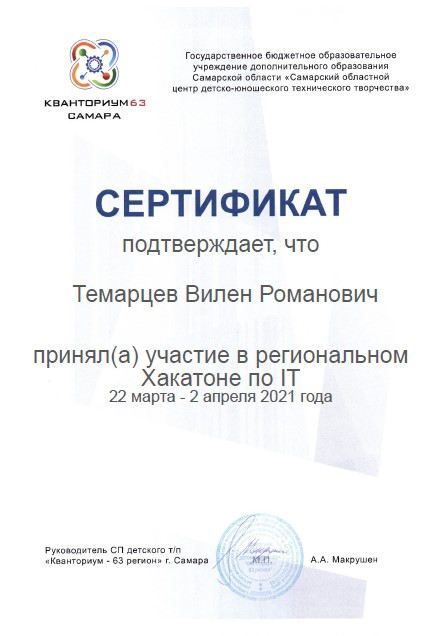 КВАНТОРИУМ63
САМАРА
Государственное бюджетное образовательное
учреждение дополнительного образования
Самарской области «Самарский областной
центр детско-юношеского технического творчества»
СЕРТИФИКАТ
подтверждает, что
Темарцев Вилен Романович
принял(а) участие в региональном
Хакатоне по IT
22 марта - 2 апреля 2021 года
Руководитель СП детского т/п
«Кванториум - 63 регион» г. Самара
М.П.
А.А. Макрушен